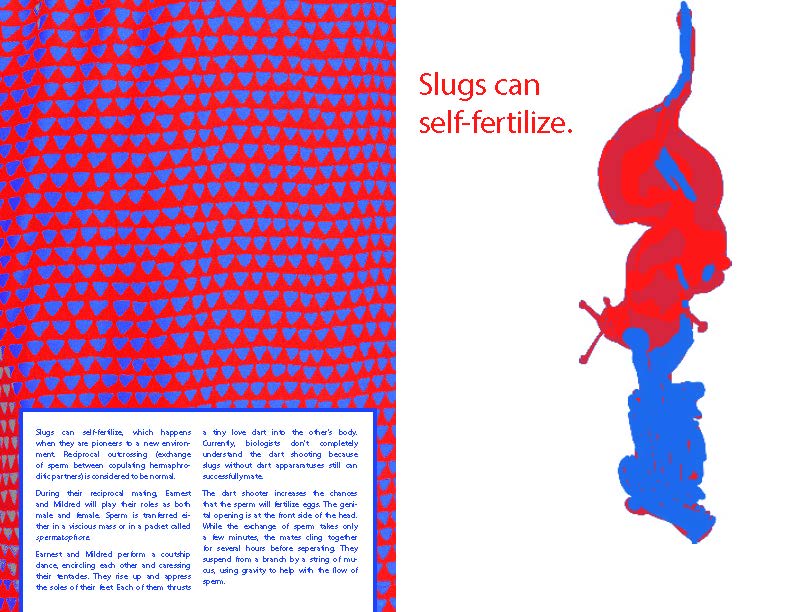 Slugs can self-fertilize, which happens
when they are pioneers to a new environ-
ment. Reciprocal outcrossing (exchange
of sperm between copulating hermaphro-
ditic partners) is considered to be normal.
During their reciprocal mating, Earnest
and Mildred will play their roles as both
male and female. Sperm is tranferred ei-
ther in a viscious mass or in a packet called
spermatophore.
Earnest and Mildred perform a coutship
dance, encircling each other and caressing
their tentacles. They rise up and appress
the soles of their feet Each of them thrusts
a tiny love dart into the other's body.
Currently, biologists don't completely
understand the dart shooting because
slugs without dart appararatuses still can
successfully mate.
The dart shooter increases the chances
that the sperm will fertilize eggs. The geni-
tal opening is at the front side of the head.
While the exchange of sperm takes only
a few minutes, the mates cling together
for several hours before seperating. They
suspend from a branch by a string of mu-
cus, using gravity to help with the flow of
sperm.
Slugs can
self-fertilize.